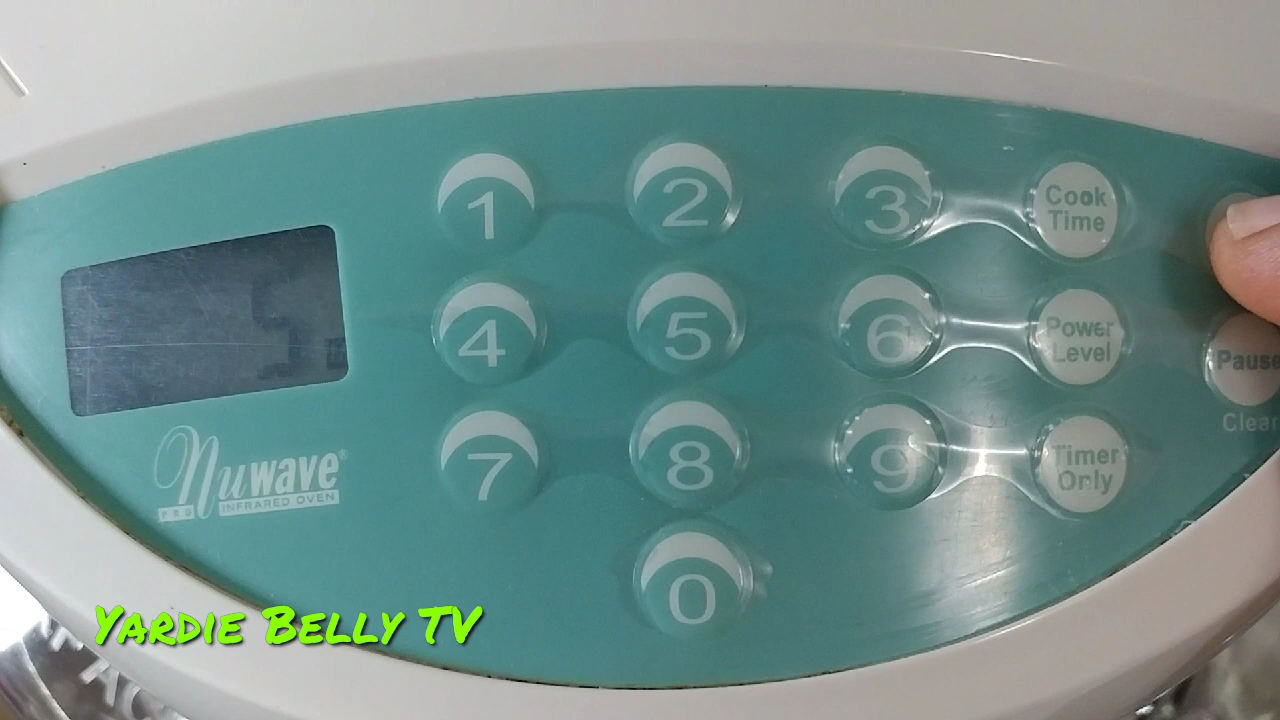 1 2 3 Cook
Time
4 5 6 Power
Level
Pause
Clear
7 8 9 Timer
Only
0
nuwave®
PRO INFRARED OVEN
Yardie Belly TV